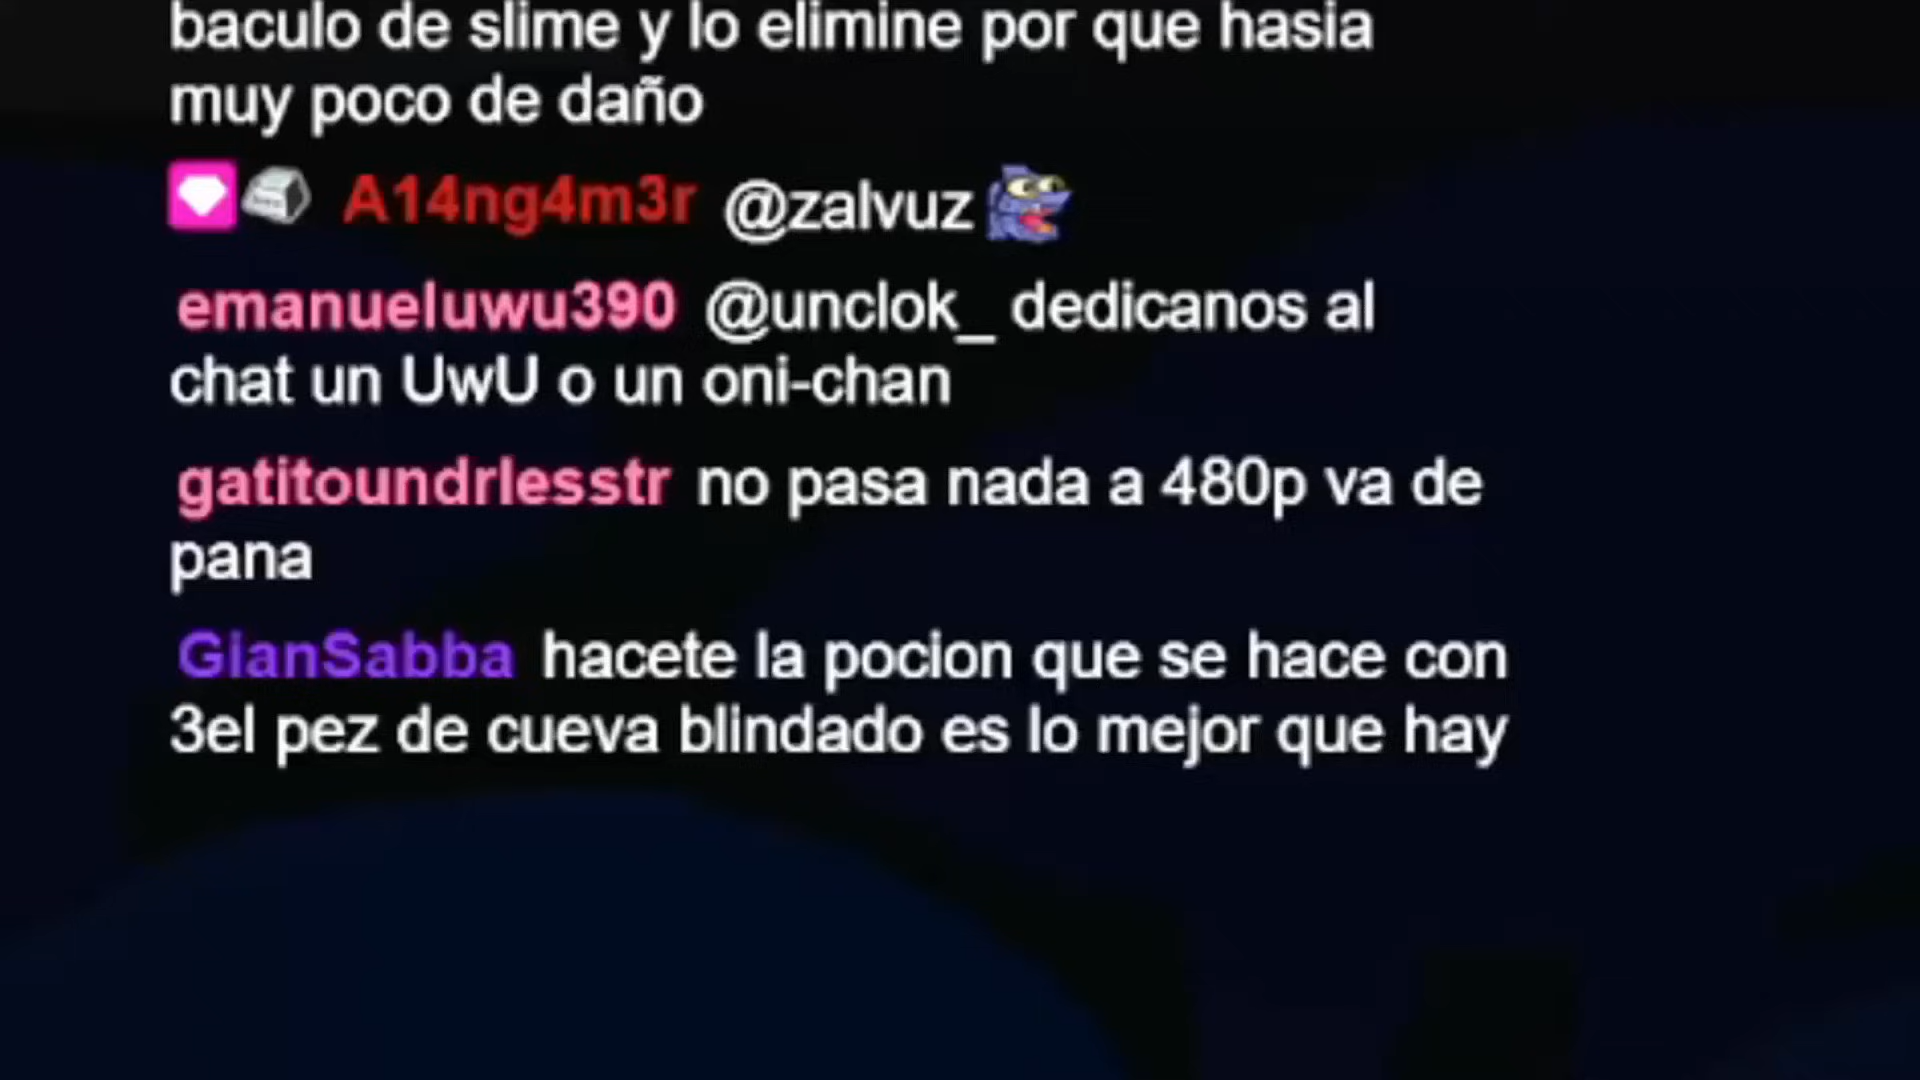 baculo de slime y lo elimine por que hasia
muy poco de daño
A14ng4m3r @zalvuz
emanueluwu390 @unclok_ dedicanos al
chat un UwU o un oni-chan
gatitoundrlesstr no pasa nada a 480p va de
pana
GianSabba hacete la pocion que se hace con
3el pez de cueva blindado es lo mejor que hay